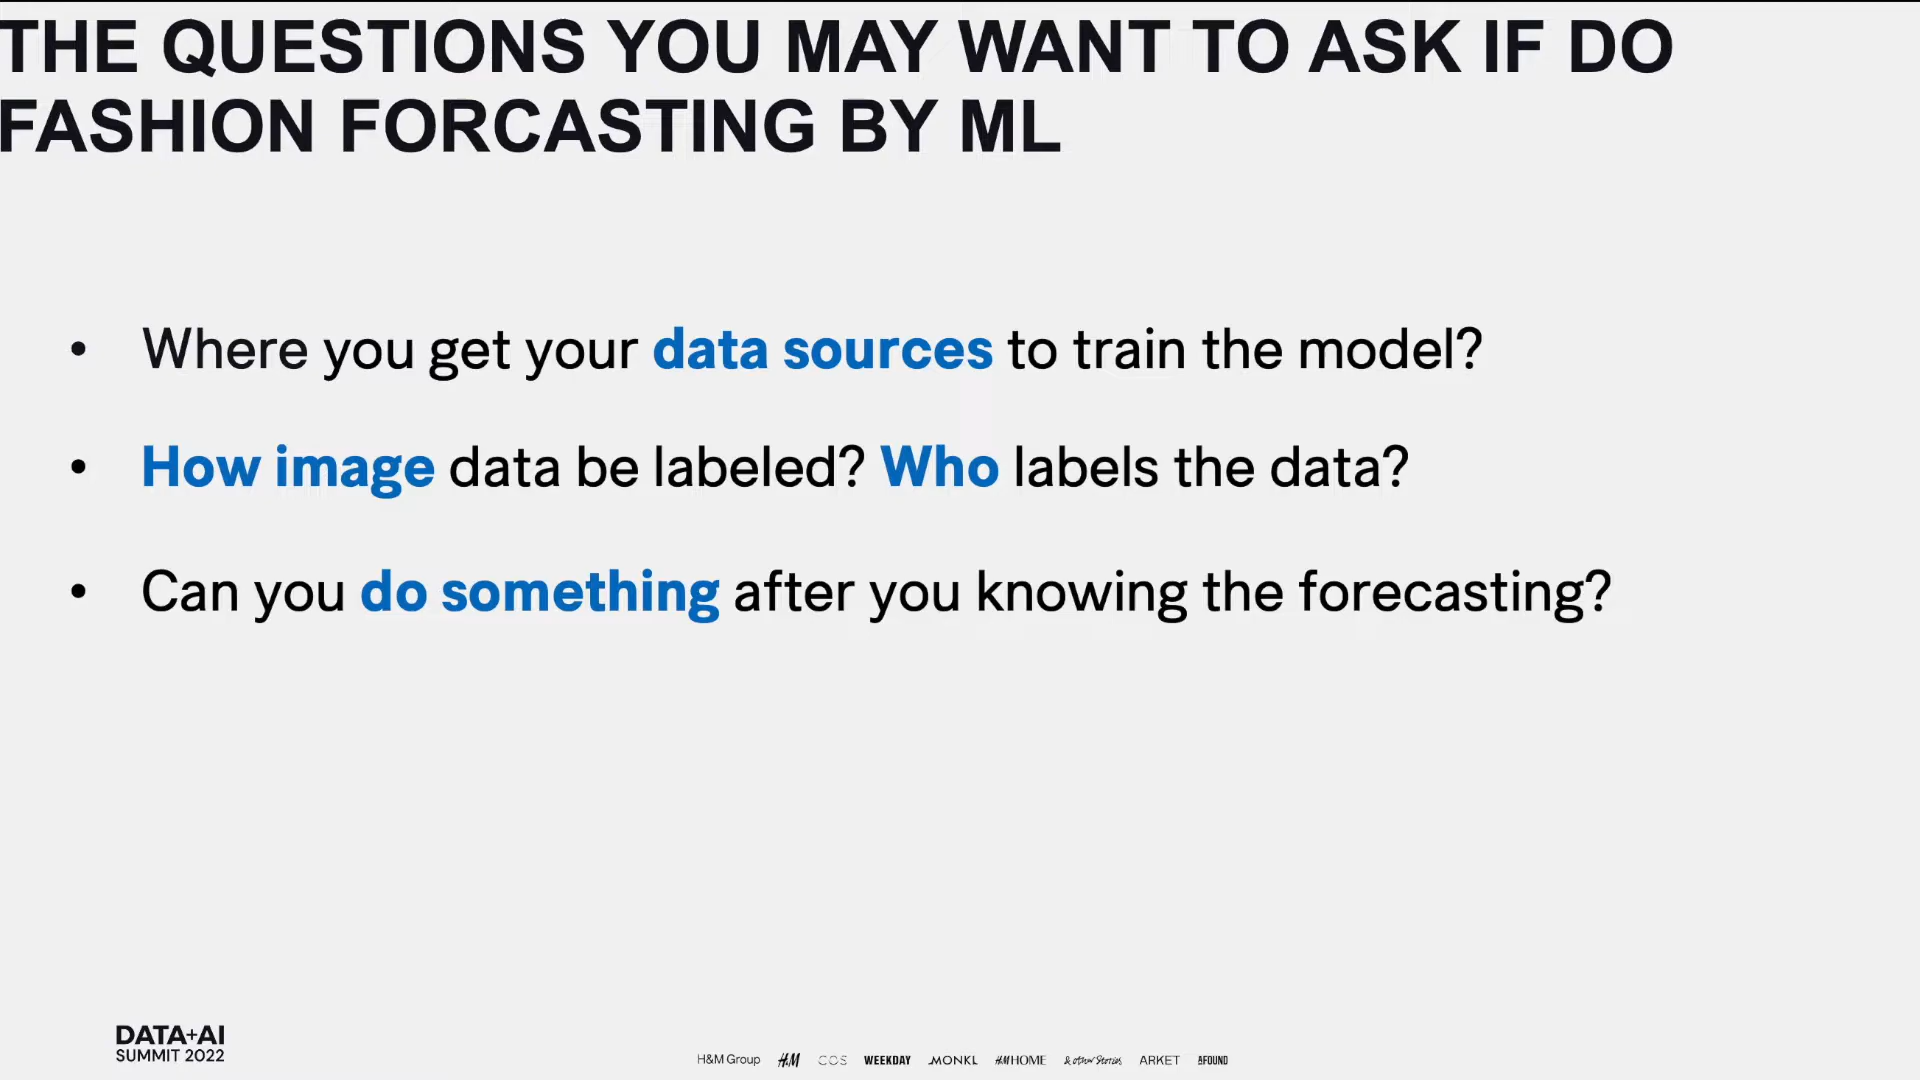 THE QUESTIONS YOU MAY WANT TO ASK IF DO
FASHION FORCASTING BY ML
• Where you get your data sources to train the model?
• How image data be labeled? Who labels the data?
• Can you do something after you knowing the forecasting?
DATA+AI
SUMMIT 2022
H&M Group H&M COS WEEKDAY MONKI H&M HOME & other Stories ARKET AFOUND